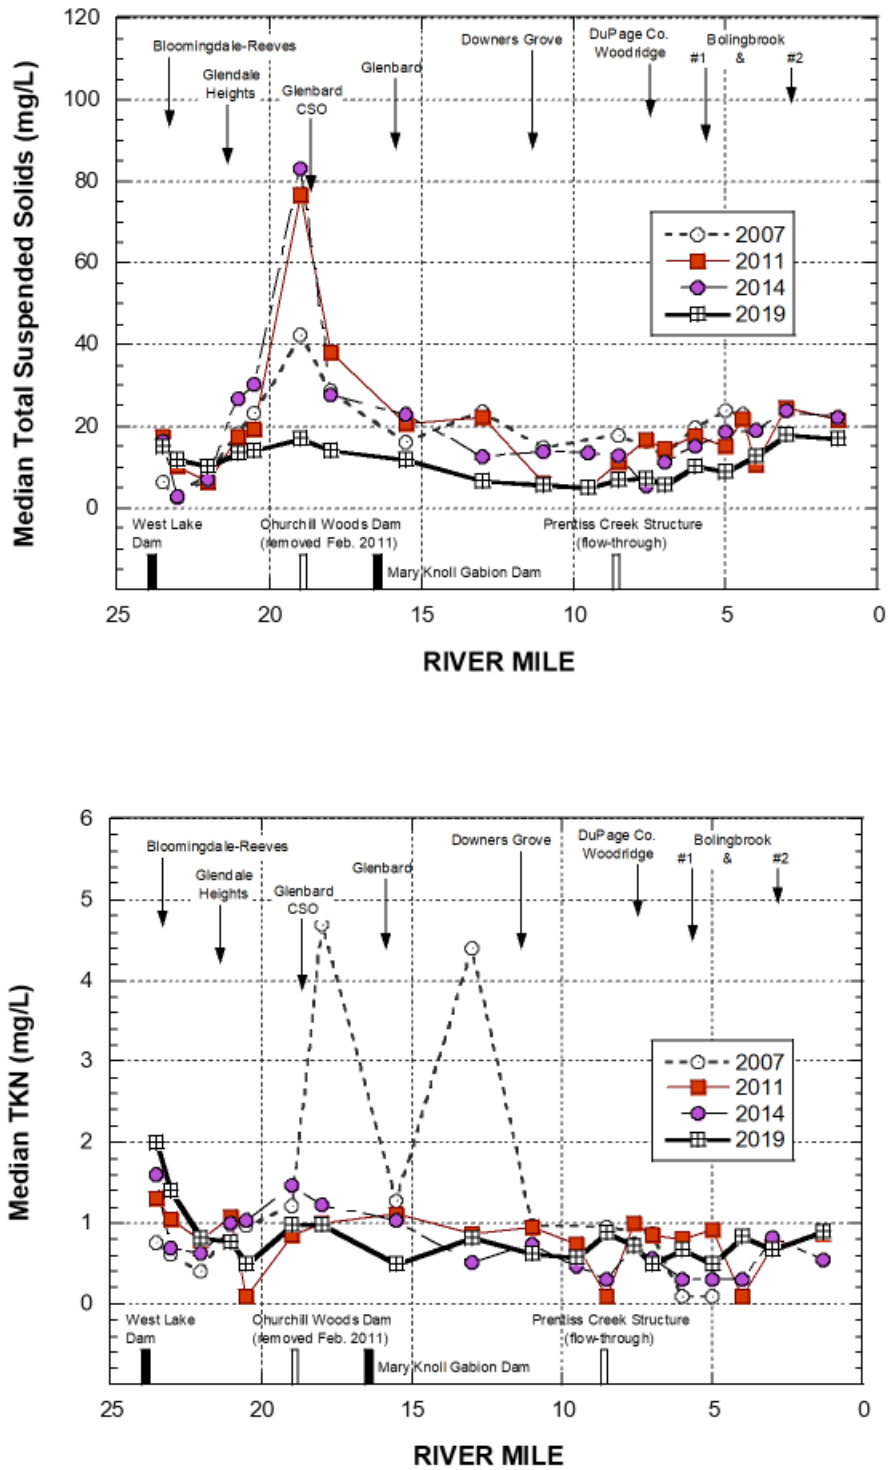 120
100
80
60
40
20
0
Median Total Suspended Solids (mg/L)
Bloomingdale-Reeves
Glendale
Heights
Glenbard
CSO
Glenbard
Downers Grove
DuPage Co.
Woodridge
Bolingbrook
#1 & #2
2007
2011
2014
2019
West Lake
Dam
Churchill Woods Dam
(removed Feb. 2011)
Mary Knoll Gabion Dam
Prentiss Creek Structure
(flow-through)
25 20 15 10 5 0
RIVER MILE
6
5
4
3
2
1
0
Median TKN (mg/L)
Bloomingdale-Reeves
Glendale
Heights
Glenbard
CSO
Glenbard
Downers Grove
DuPage Co.
Woodridge
Bolingbrook
#1 & #2
2007
2011
2014
2019
West Lake
Dam
Churchill Woods Dam
(removed Feb. 2011)
Mary Knoll Gabion Dam
Prentiss Creek Structure
(flow-through)
25 20 15 10 5 0
RIVER MILE